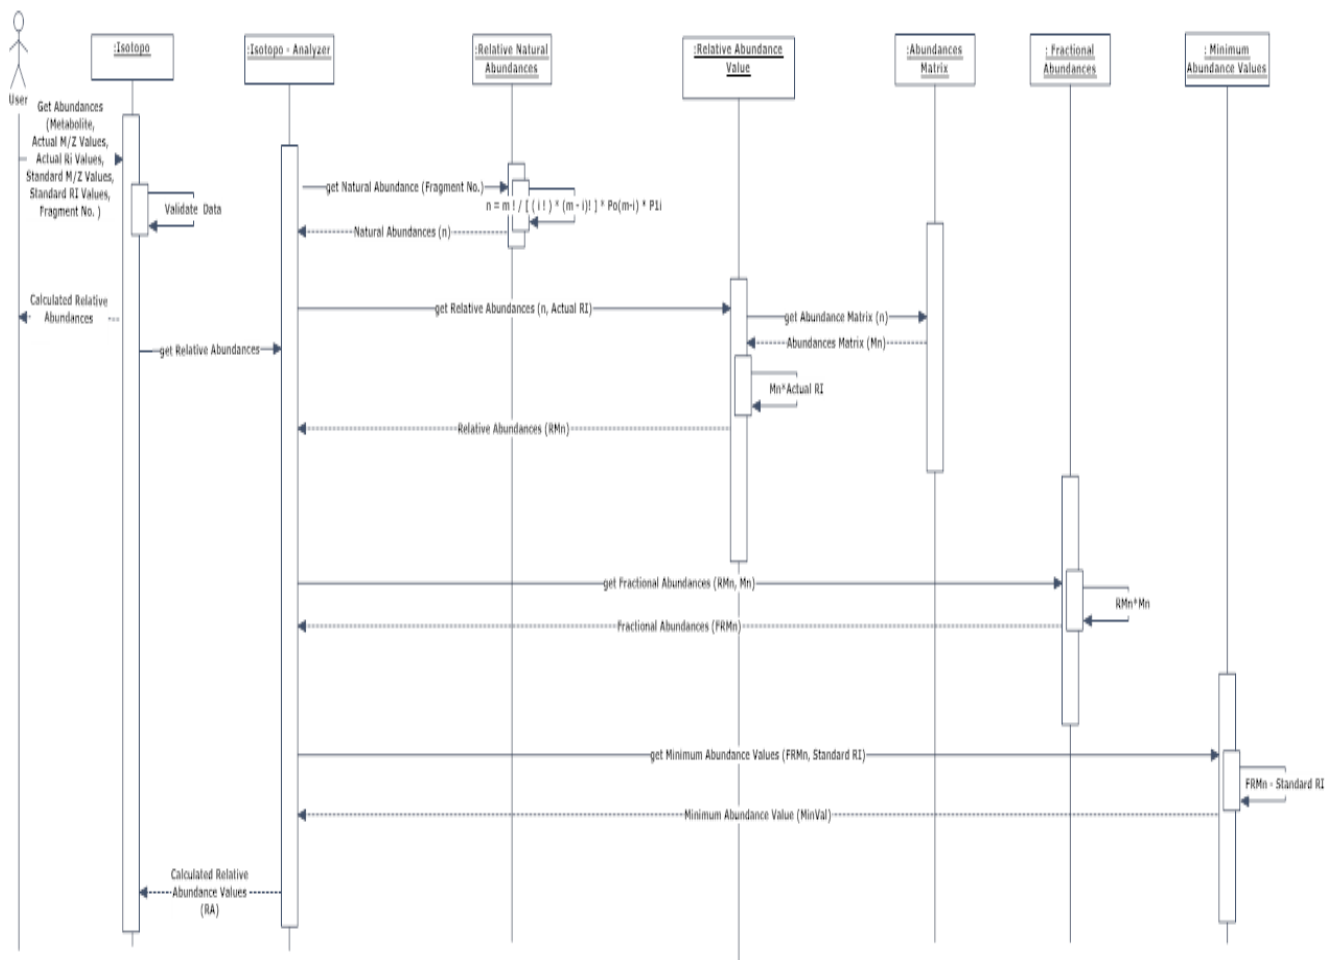 :Isotopo
:Isotopo - Analyzer
:Relative Natural
Abundances
:Relative Abundance
Value
:Abundances
Matrix
: Fractional
Abundances
: Minimum
Abundance Values
User
Get Abundances
(Metabolite,
Actual M/Z Values,
Actual Ri Values,
Standard M/Z Values,
Standard RI Values,
Fragment No. )
Validate Data
get Natural Abundance (Fragment No.)
n = m ! / [ ( i ! ) * (m - i)! ] * Po(m-i) * P1i
Natural Abundances (n)
Calculated Relative
Abundances
get Relative Abundances (n, Actual RI)
get Abundance Matrix (n)
Abundances Matrix (Mn)
get Relative Abundances
Mn*Actual RI
Relative Abundances (RMn)
get Fractional Abundances (RMn, Mn)
RMn*Mn
Fractional Abundances (FRMn)
get Minimum Abundance Values (FRMn, Standard RI)
FRMn - Standard RI
Minimum Abundance Value (MinVal)
Calculated Relative
Abundance Values
(RA)